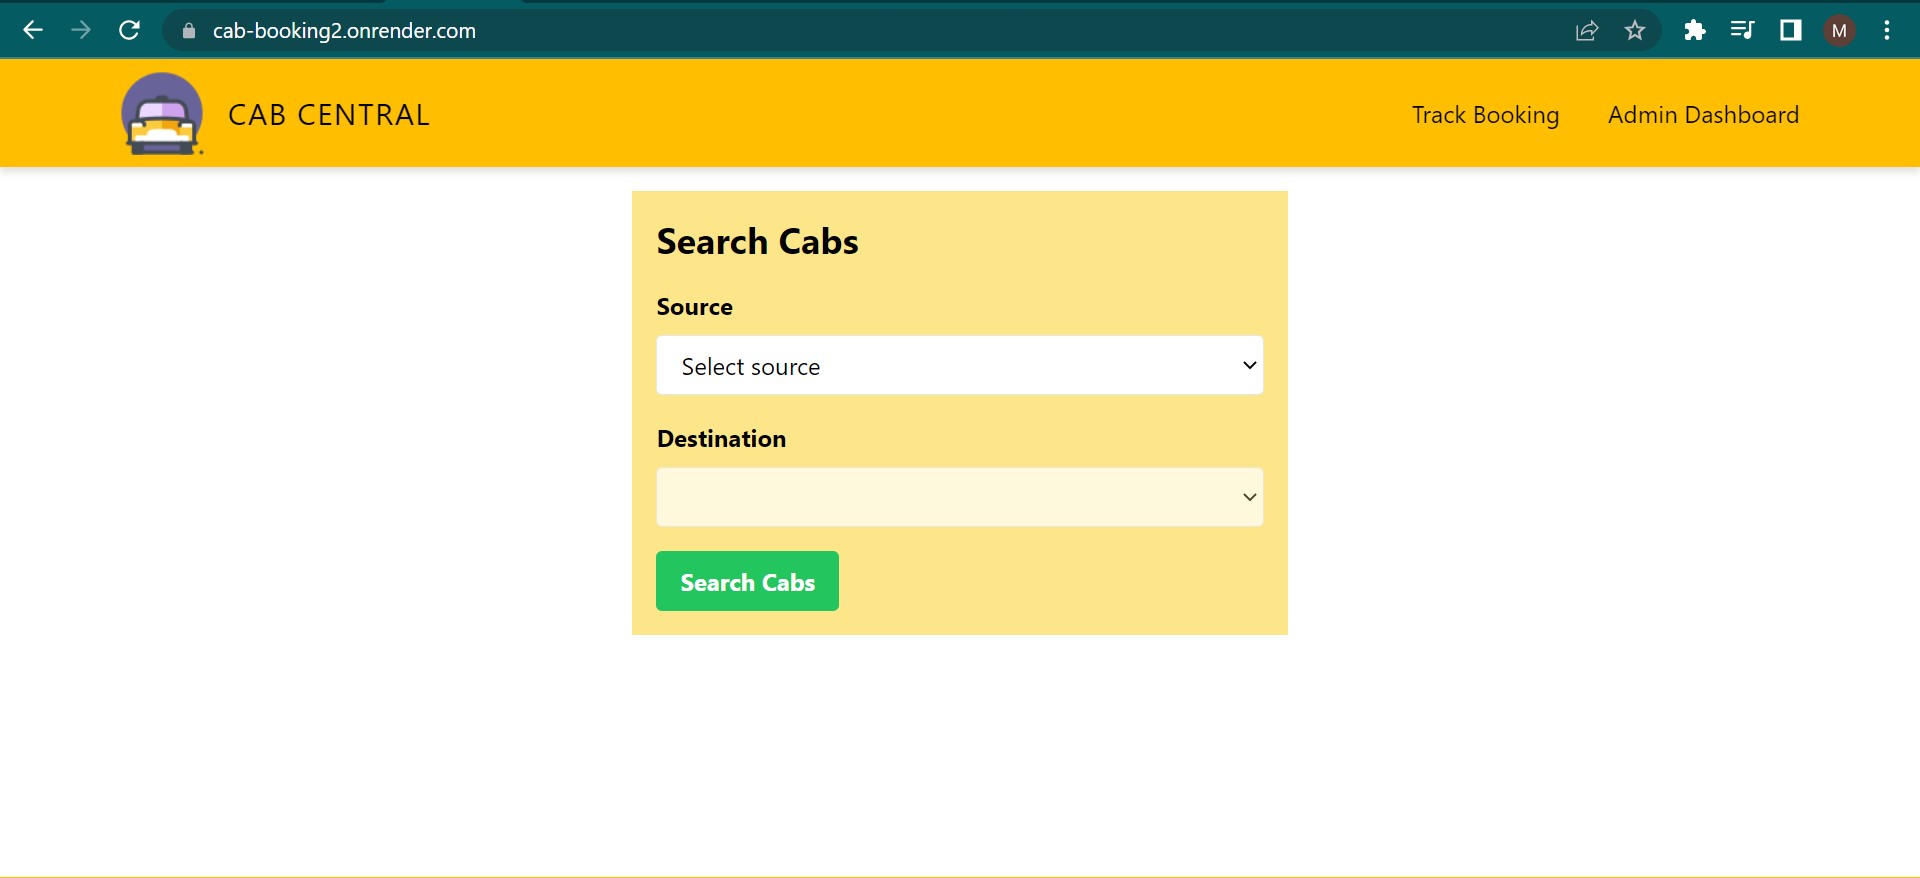 cab-booking2.onrender.com
M
CAB CENTRAL
Track Booking
Admin Dashboard
Search Cabs
Source
Select source
Destination
Search Cabs